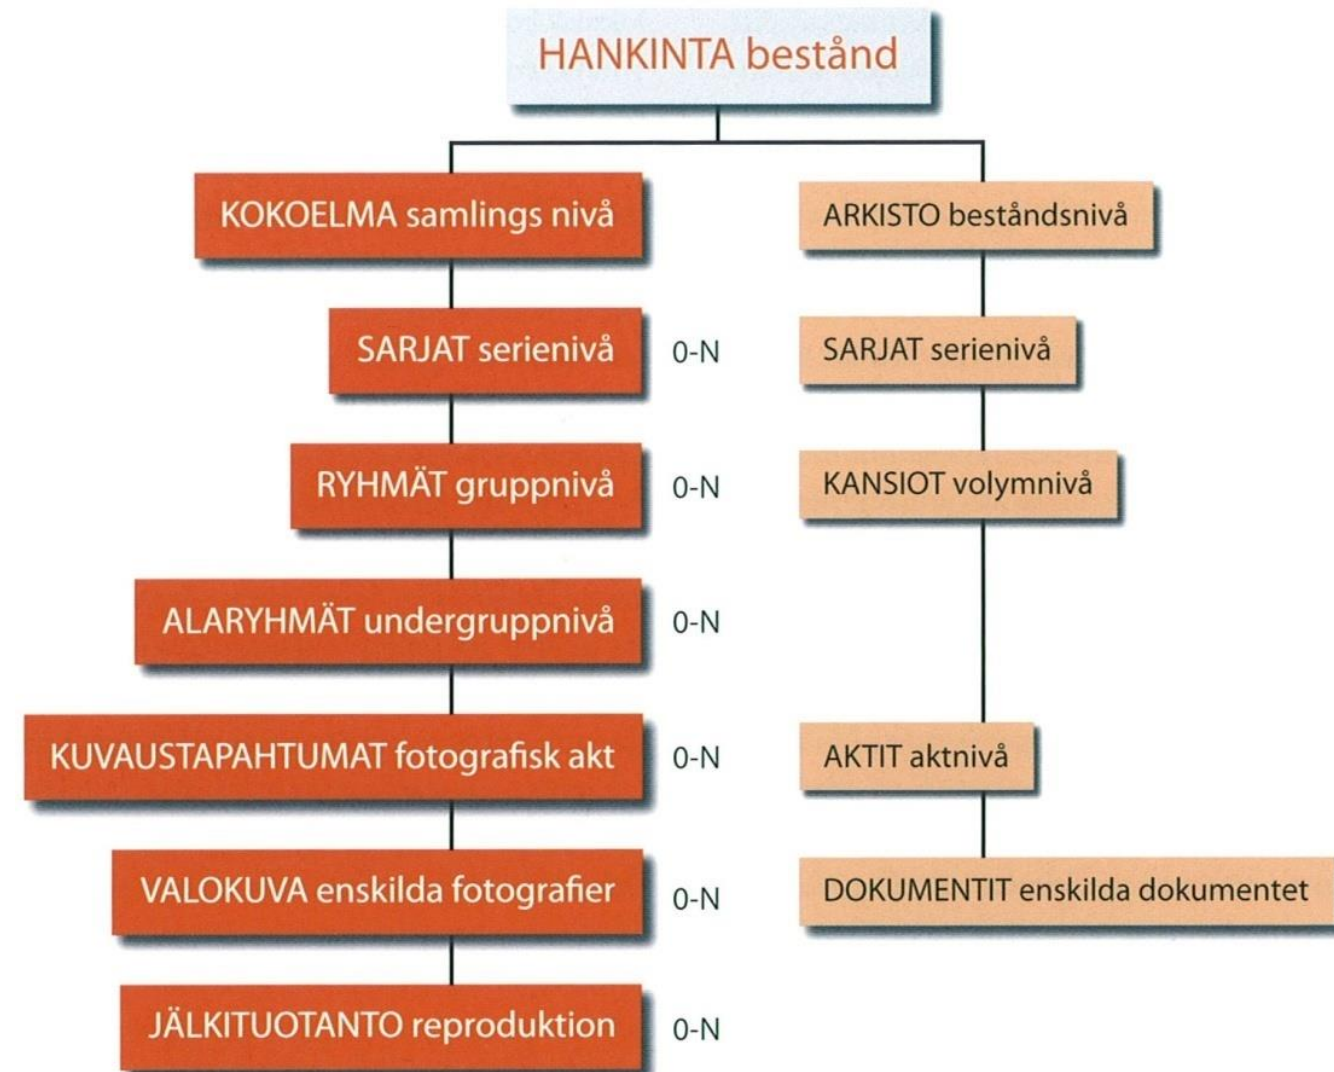 HANKINTA bestånd
KOKOELMA samlings nivå
ARKISTO beståndsnivå
SARJAT serienivå
0-N
SARJAT serienivå
RYHMÄT gruppnivå
0-N
KANSIOT volymnivå
ALARYHMÄT undergruppnivå
0-N
KUVAUSTAPAHTUMAT fotografisk akt
0-N
AKTIT aktnivå
VALOKUVA enskilda fotografier
0-N
DOKUMENTIT enskilda dokumentet
JÄLKITUOTANTO reproduktion
0-N